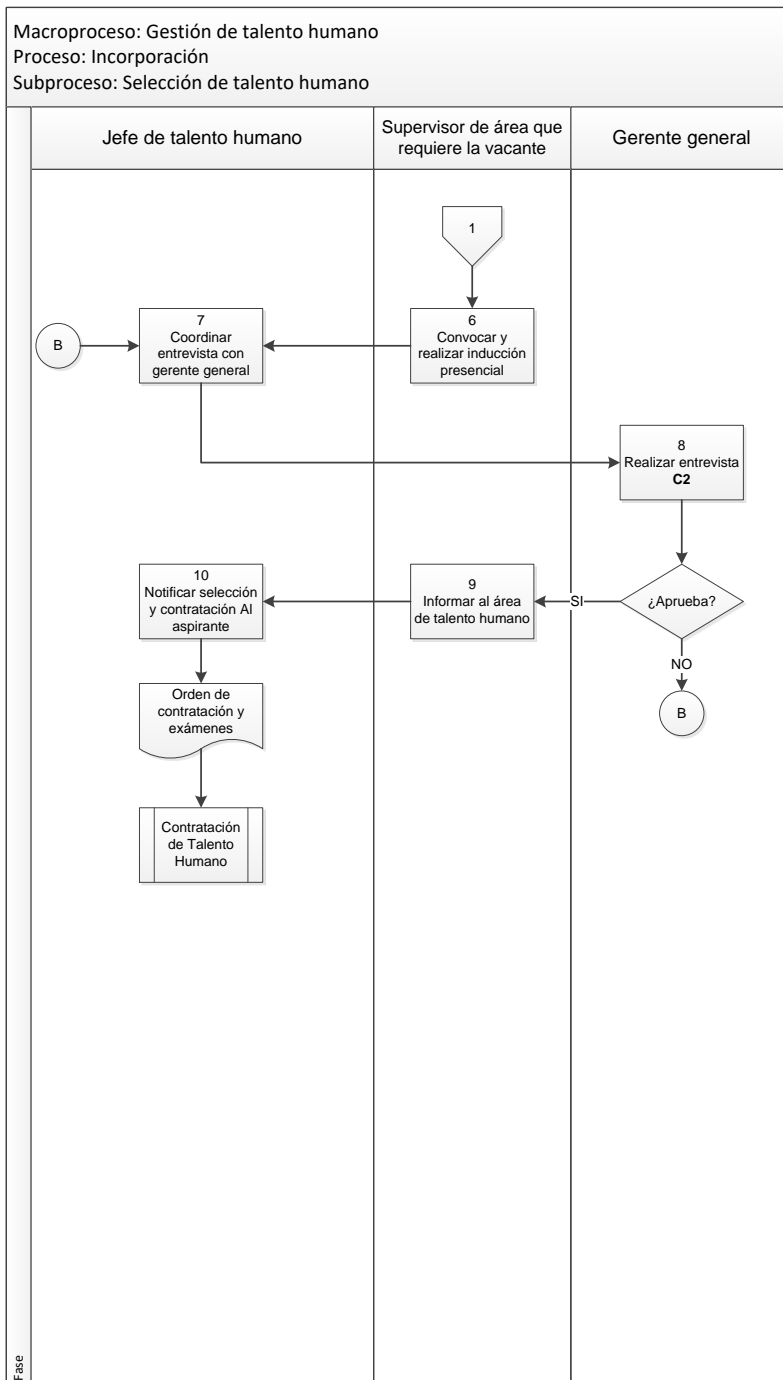 Macroproceso: Gestión de talento humano
Proceso: Incorporación
Subproceso: Selección de talento humano
Jefe de talento humano
Supervisor de área que
requiere la vacante
Gerente general
1
B
7
Coordinar
entrevista con
gerente general
6
Convocar y
realizar inducción
presencial
8
Realizar entrevista
C2
¿Aprueba?
SI
NO
B
9
Informar al área
de talento humano
10
Notificar selección
y contratación Al
aspirante
Orden de
contratación y
exámenes
Contratación
de Talento
Humano
Fase